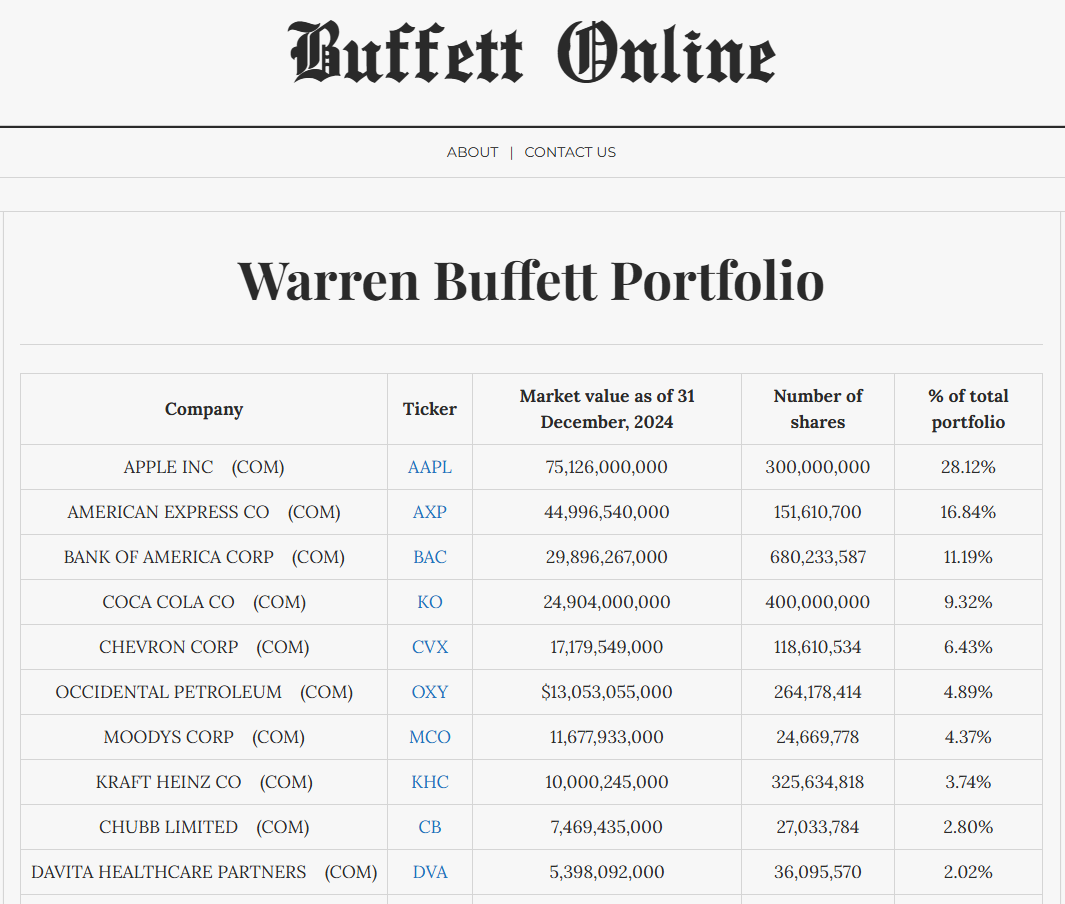 Buffett Online
ABOUT | CONTACT US
Warren Buffett Portfolio
Company Ticker Market value as of 31 December, 2024 Number of shares % of total portfolio
APPLE INC (COM) AAPL 75,126,000,000 300,000,000 28.12%
AMERICAN EXPRESS CO (COM) AXP 44,996,540,000 151,610,700 16.84%
BANK OF AMERICA CORP (COM) BAC 29,896,267,000 680,233,587 11.19%
COCA COLA CO (COM) KO 24,904,000,000 400,000,000 9.32%
CHEVRON CORP (COM) CVX 17,179,549,000 118,610,534 6.43%
OCCIDENTAL PETROLEUM (COM) OXY $13,053,055,000 264,178,414 4.89%
MOODYS CORP (COM) MCO 11,677,933,000 24,669,778 4.37%
KRAFT HEINZ CO (COM) KHC 10,000,245,000 325,634,818 3.74%
CHUBB LIMITED (COM) CB 7,469,435,000 27,033,784 2.80%
DAVITA HEALTHCARE PARTNERS (COM) DVA 5,398,092,000 36,095,570 2.02%